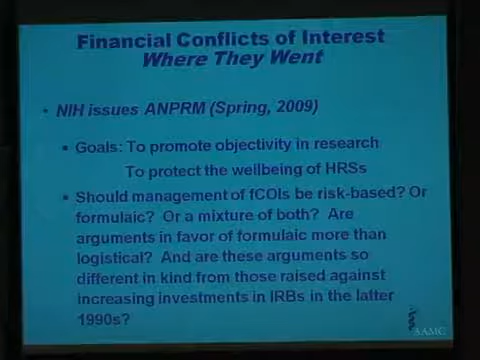 Financial Conflicts of Interest
Where They Went
• NIH issues ANPRM (Spring, 2009)
▪ Goals: To promote objectivity in research
To protect the wellbeing of HRSs
▪ Should management of fCOIs be risk-based? Or
formulaic? Or a mixture of both? Are
arguments in favor of formulaic more than
logistical? And are these arguments so
different in kind from those raised against
increasing investments in IRBs in the latter
1990s?
AAMC